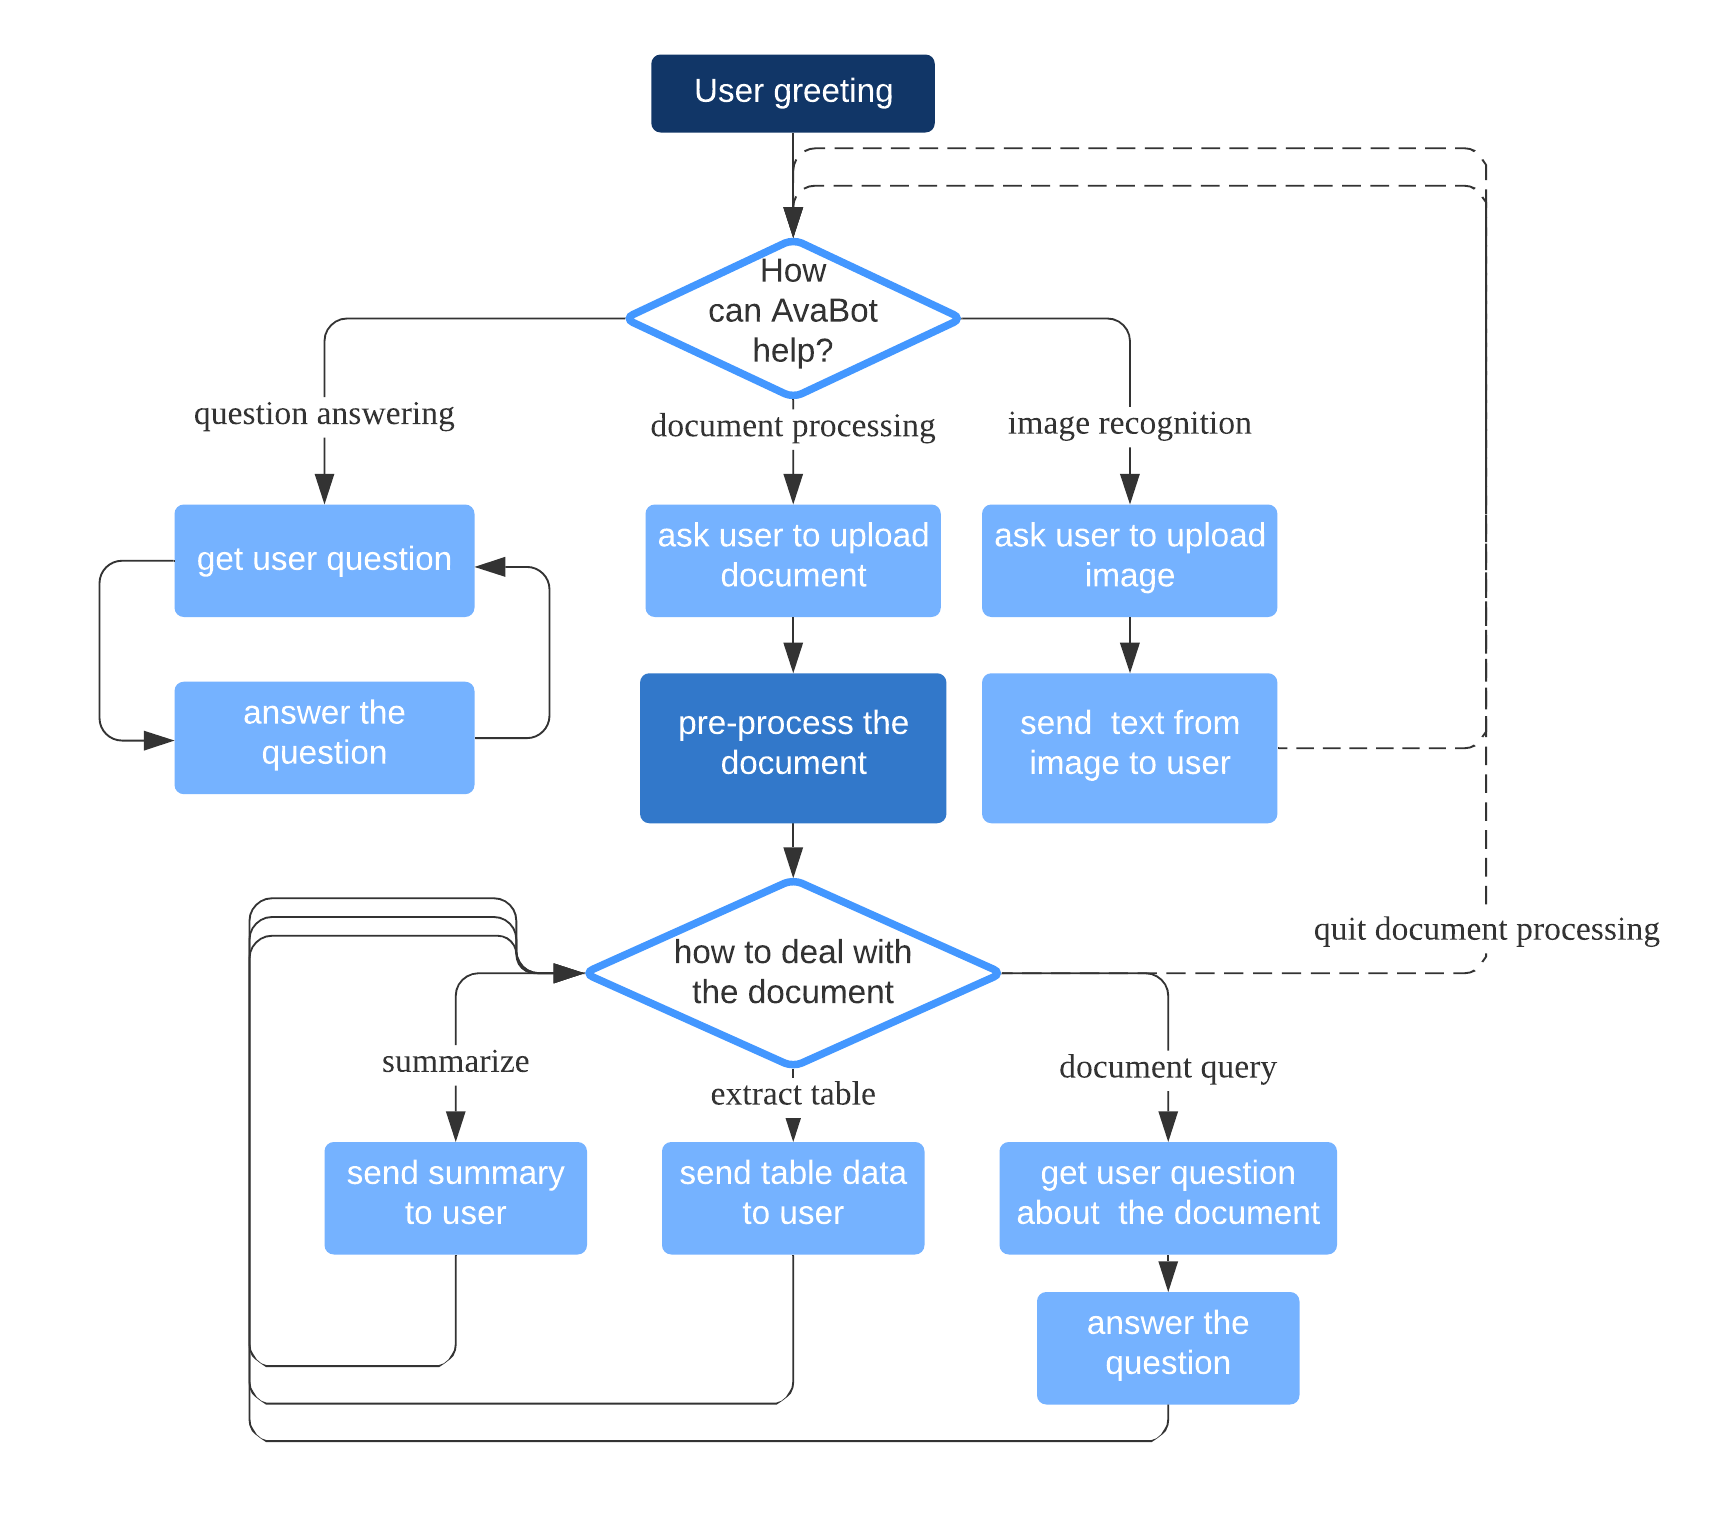 User greeting
How
can AvaBot
help?
question answering
document processing
image recognition
get user question
ask user to upload
document
ask user to upload
image
answer the
question
pre-process the
document
send  text from
image to user
quit document processing
how to deal with
the document
summarize
extract table
document query
send summary
to user
send table data
to user
get user question
about  the document
answer the
question